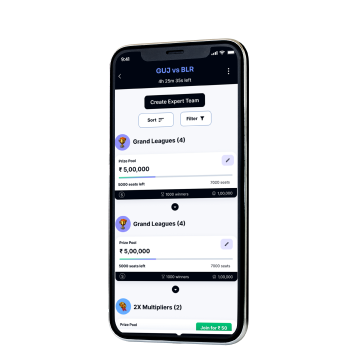 9:41
GUJ vs BLR
4h 25m 35s left
Create Expert Team
Sort
Filter
Grand Leagues (4)
Prize Pool
₹ 5,00,000
5000 seats left
7000 seats
1000 winners
1,00,000
Grand Leagues (4)
Prize Pool
₹ 5,00,000
5000 seats left
7000 seats
1000 winners
1,00,000
2X Multipliers (2)
Prize Pool
Join for ₹ 50